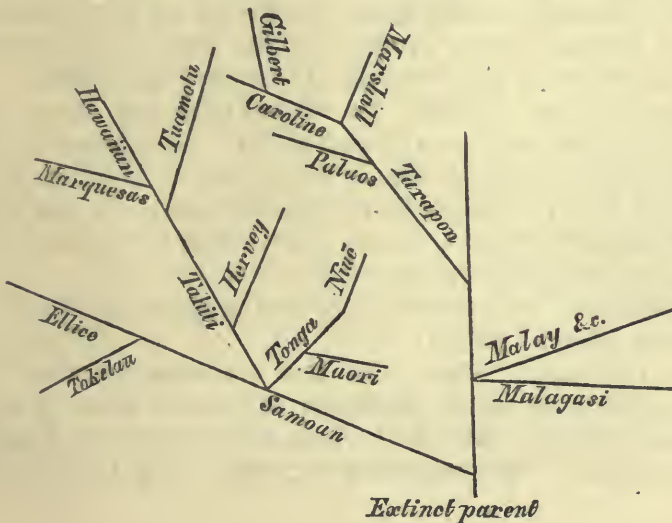 Gilbert
Marshall
Hawaiian
Tuamotu
Caroline
Marquesas
Paluos
Tarapon
Hervey
Niuē
Tahiti
Ellice
Tonga
Malay &c.
Tokelau
Maori
Malagasi
Samoan
Extinct parent